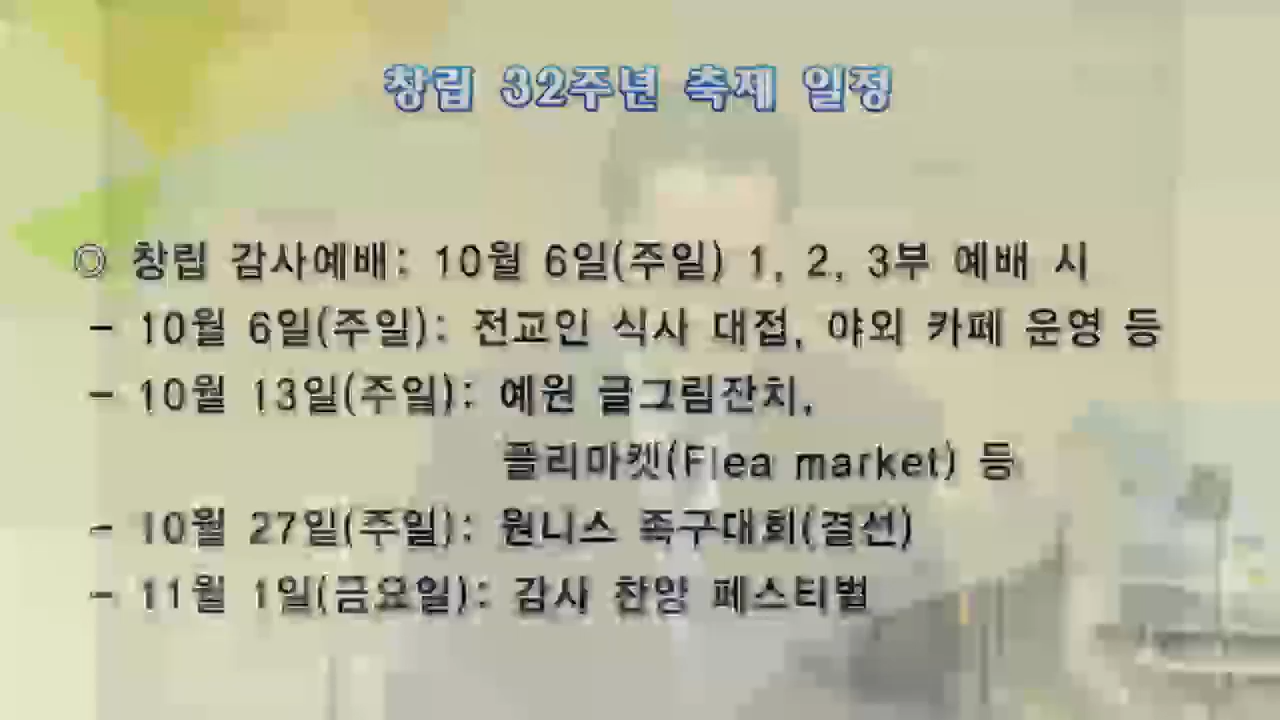 창립 32주년 축제 일정
◎ 창립 감사예배: 10월 6일(주일) 1, 2, 3부 예배 시
- 10월 6일(주일): 전교인 식사 대접, 야외 카페 운영 등
- 10월 13일(주일): 예원 글그림잔치,
플리마켓(Flea market) 등
- 10월 27일(주일): 원니스 족구대회(결선)
- 11월 1일(금요일): 감사 찬양 페스티벌